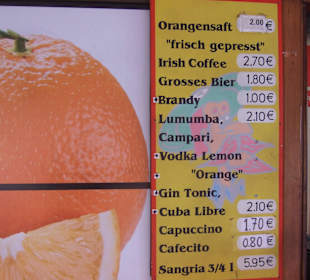 Orangensaft 2.00 €
"frisch gepresst"
Irish Coffee 2.70 €
Grosses Bier 1.80 €
Brandy 1.00 €
Lumumba, 2.10 €
Campari,
Vodka Lemon
"Orange"
Gin Tonic,
Cuba Libre 2.10 €
Capuccino 1.70 €
Cafecito 0.80 €
Sangria 3/4 l 5.95 €